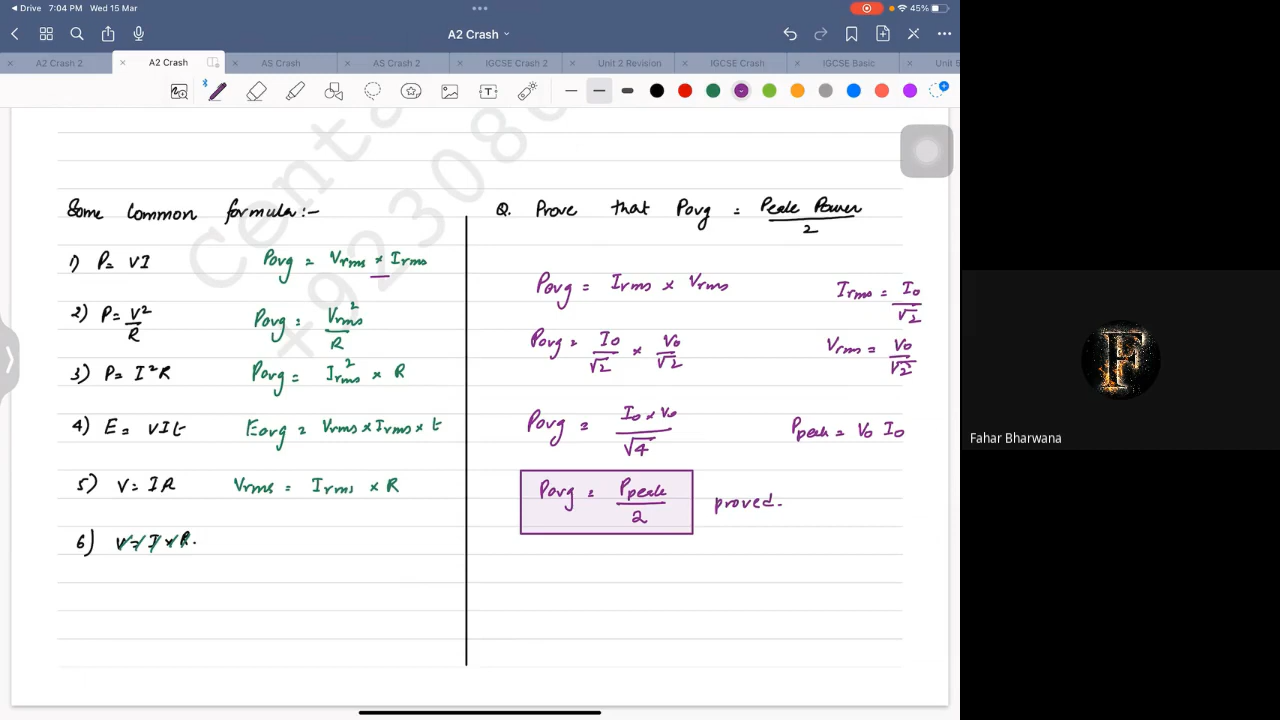 Drive 7:04 PM Wed 15 Mar
45%
A2 Crash
A2 Crash 2
A2 Crash
AS Crash
AS Crash 2
IGCSE Crash 2
Unit 2 Revision
IGCSE Crash
IGCSE Basic
Unit 5
Some Common formula:-
1) P= VI Pavg = Vrms × Irms
2) P= V²/R Pavg = Vrms²/R
3) P= I²R Pavg = Irms² × R
4) E= VIt Eavg = Vrms × Irms × t
5) V= IR Vrms = Irms × R
6) V= I × R.
Q. Prove that Pavg = Peak Power/2
Pavg = Irms × Vrms Irms = I₀/√2
Pavg = I₀/√2 × V₀/√2 Vrms = V₀/√2
Pavg = I₀ × V₀/√4 Ppeak = V₀ I₀
Pavg = Ppeak/2 proved.
+923080
F
Fahar Bharwana